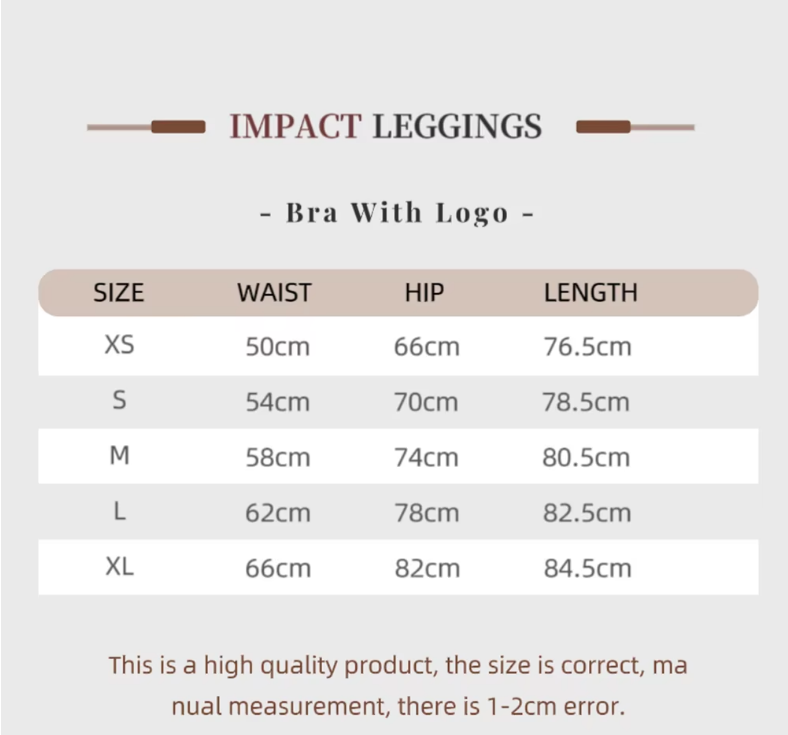 IMPACT LEGGINGS
- Bra With Logo -
SIZE WAIST HIP LENGTH
XS 50cm 66cm 76.5cm
S 54cm 70cm 78.5cm
M 58cm 74cm 80.5cm
L 62cm 78cm 82.5cm
XL 66cm 82cm 84.5cm
This is a high quality product, the size is correct, ma
nual measurement, there is 1-2cm error.